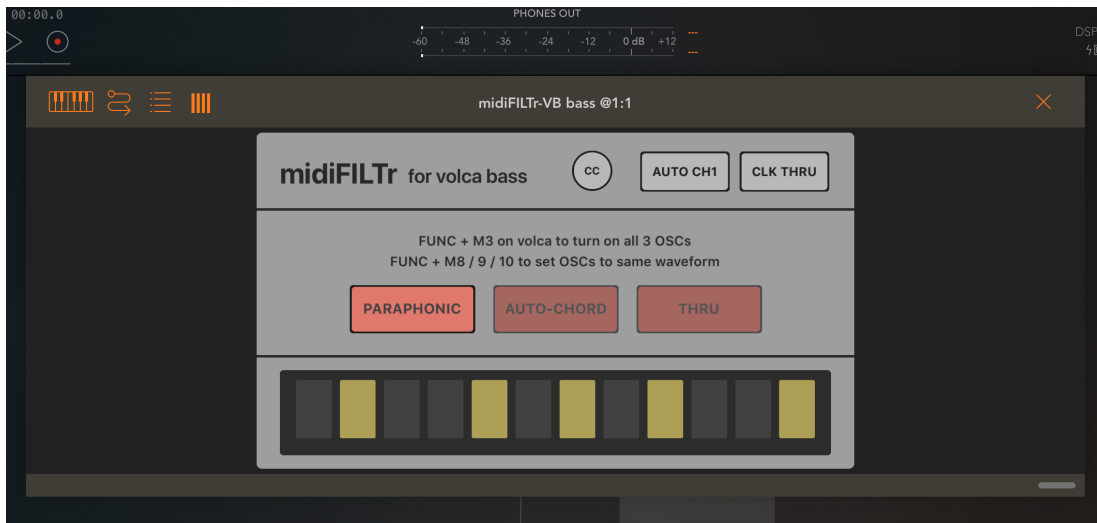 00:00.0
PHONES OUT
-60 -48 -36 -24 -12 0 dB +12 ---
---
DSP
midiFILTr-VB bass @1:1
midiFILTr for volca bass
CC
AUTO CH1
CLK THRU
FUNC + M3 on volca to turn on all 3 OSCs
FUNC + M8 / 9 / 10 to set OSCs to same waveform
PARAPHONIC
AUTO-CHORD
THRU